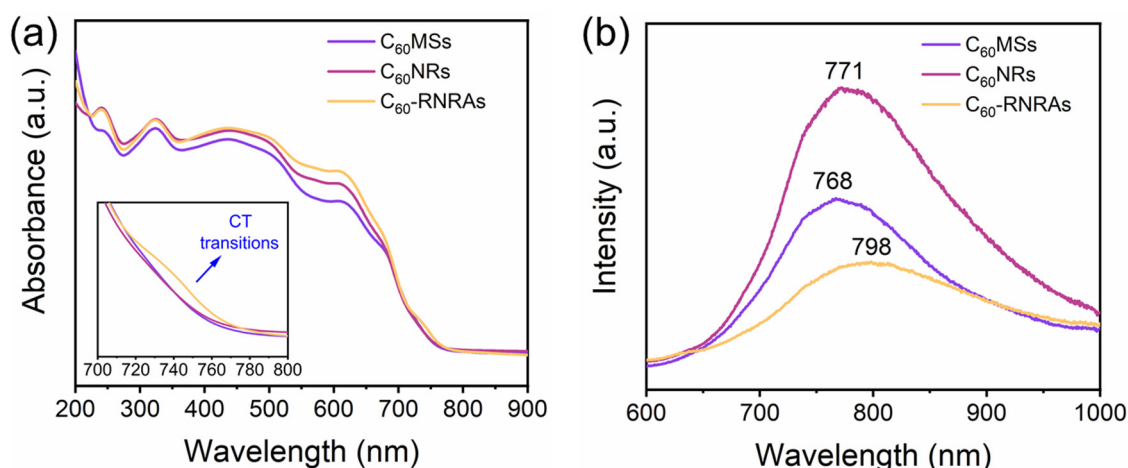 (a)
C₆₀MSs
C₆₀NRs
C₆₀-RNRAs
Absorbance (a.u.)
CT
transitions
700 720 740 760 780 800
200 300 400 500 600 700 800 900
Wavelength (nm)
(b)
C₆₀MSs
C₆₀NRs
C₆₀-RNRAs
771
768
798
Intensity (a.u.)
600 700 800 900 1000
Wavelength (nm)